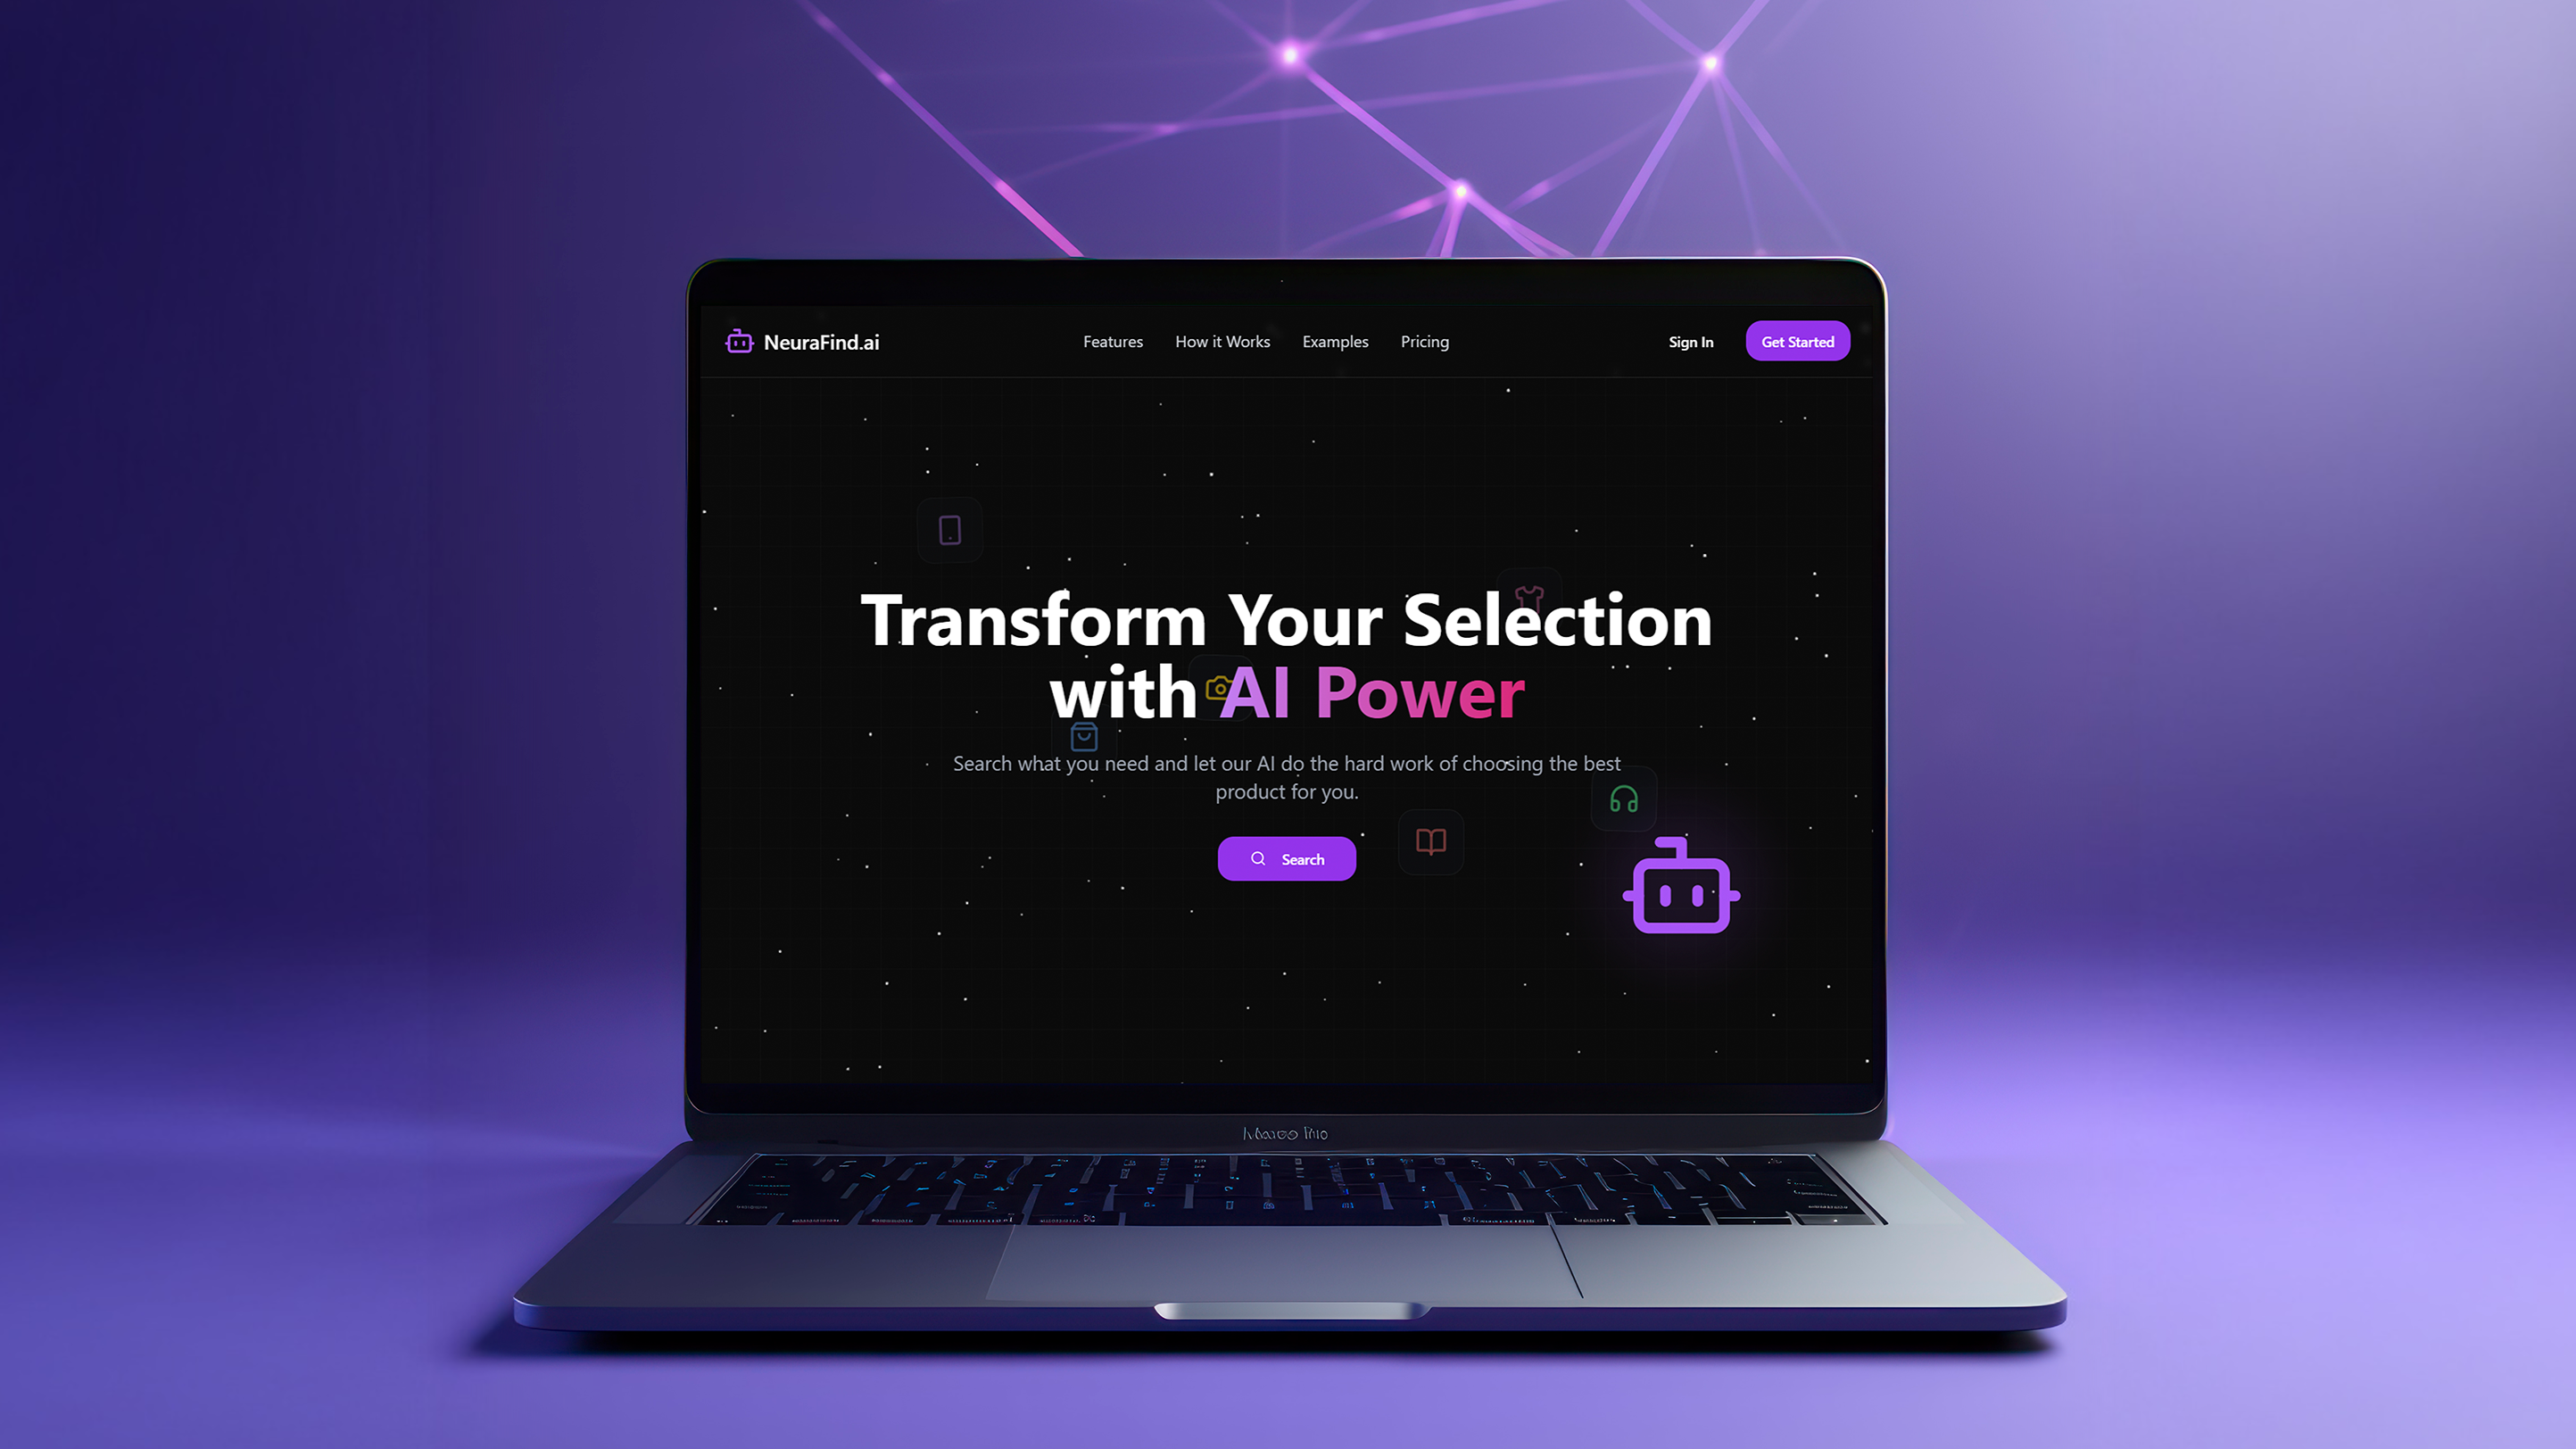 NeuraFind.ai
Features
How it Works
Examples
Pricing
Sign In
Get Started
Transform Your Selection
with AI Power
Search what you need and let our AI do the hard work of choosing the best
product for you.
Search